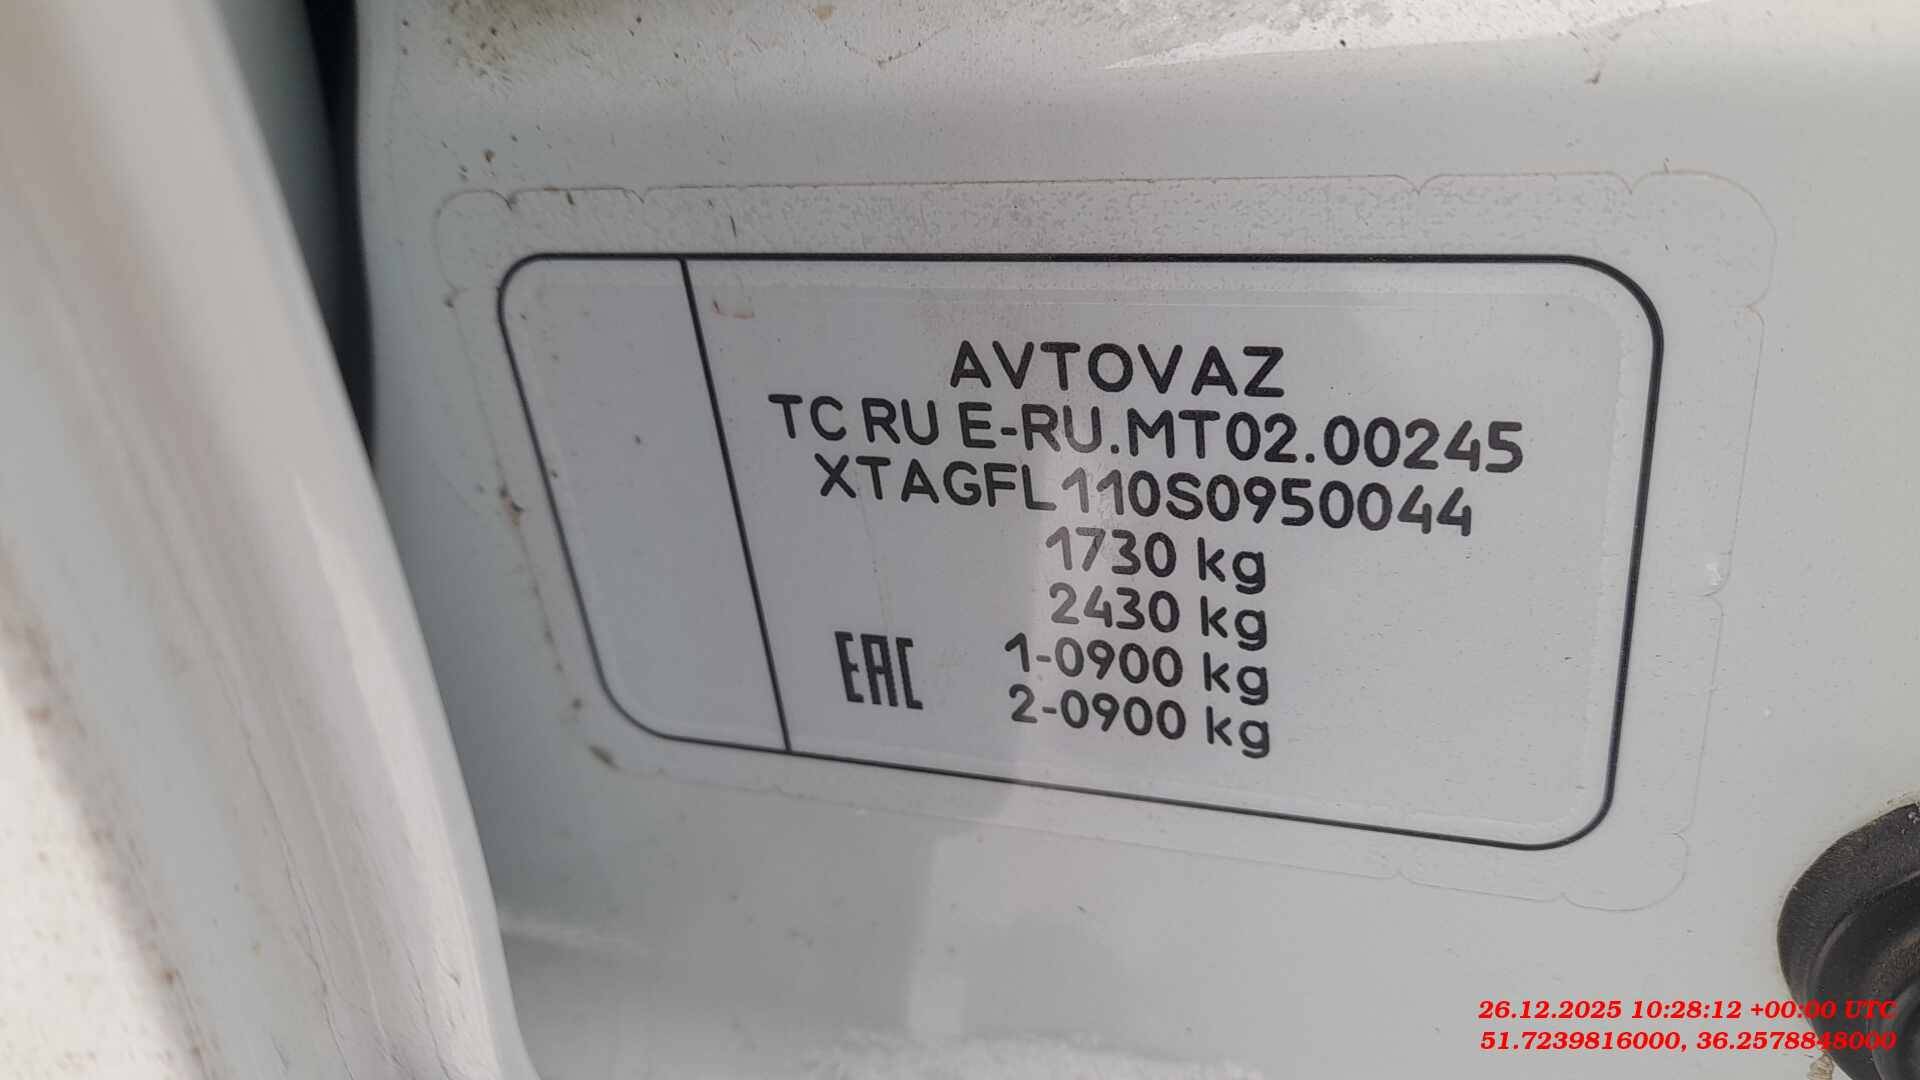 AVTOVAZ
TC RU E-RU.MT02.00245
XTAGFL110S0950044
1730 kg
2430 kg
EAC 1-0900 kg
2-0900 kg
26.12.2025 10:28:12 +00:00 UTC
51.7239816000, 36.2578848000